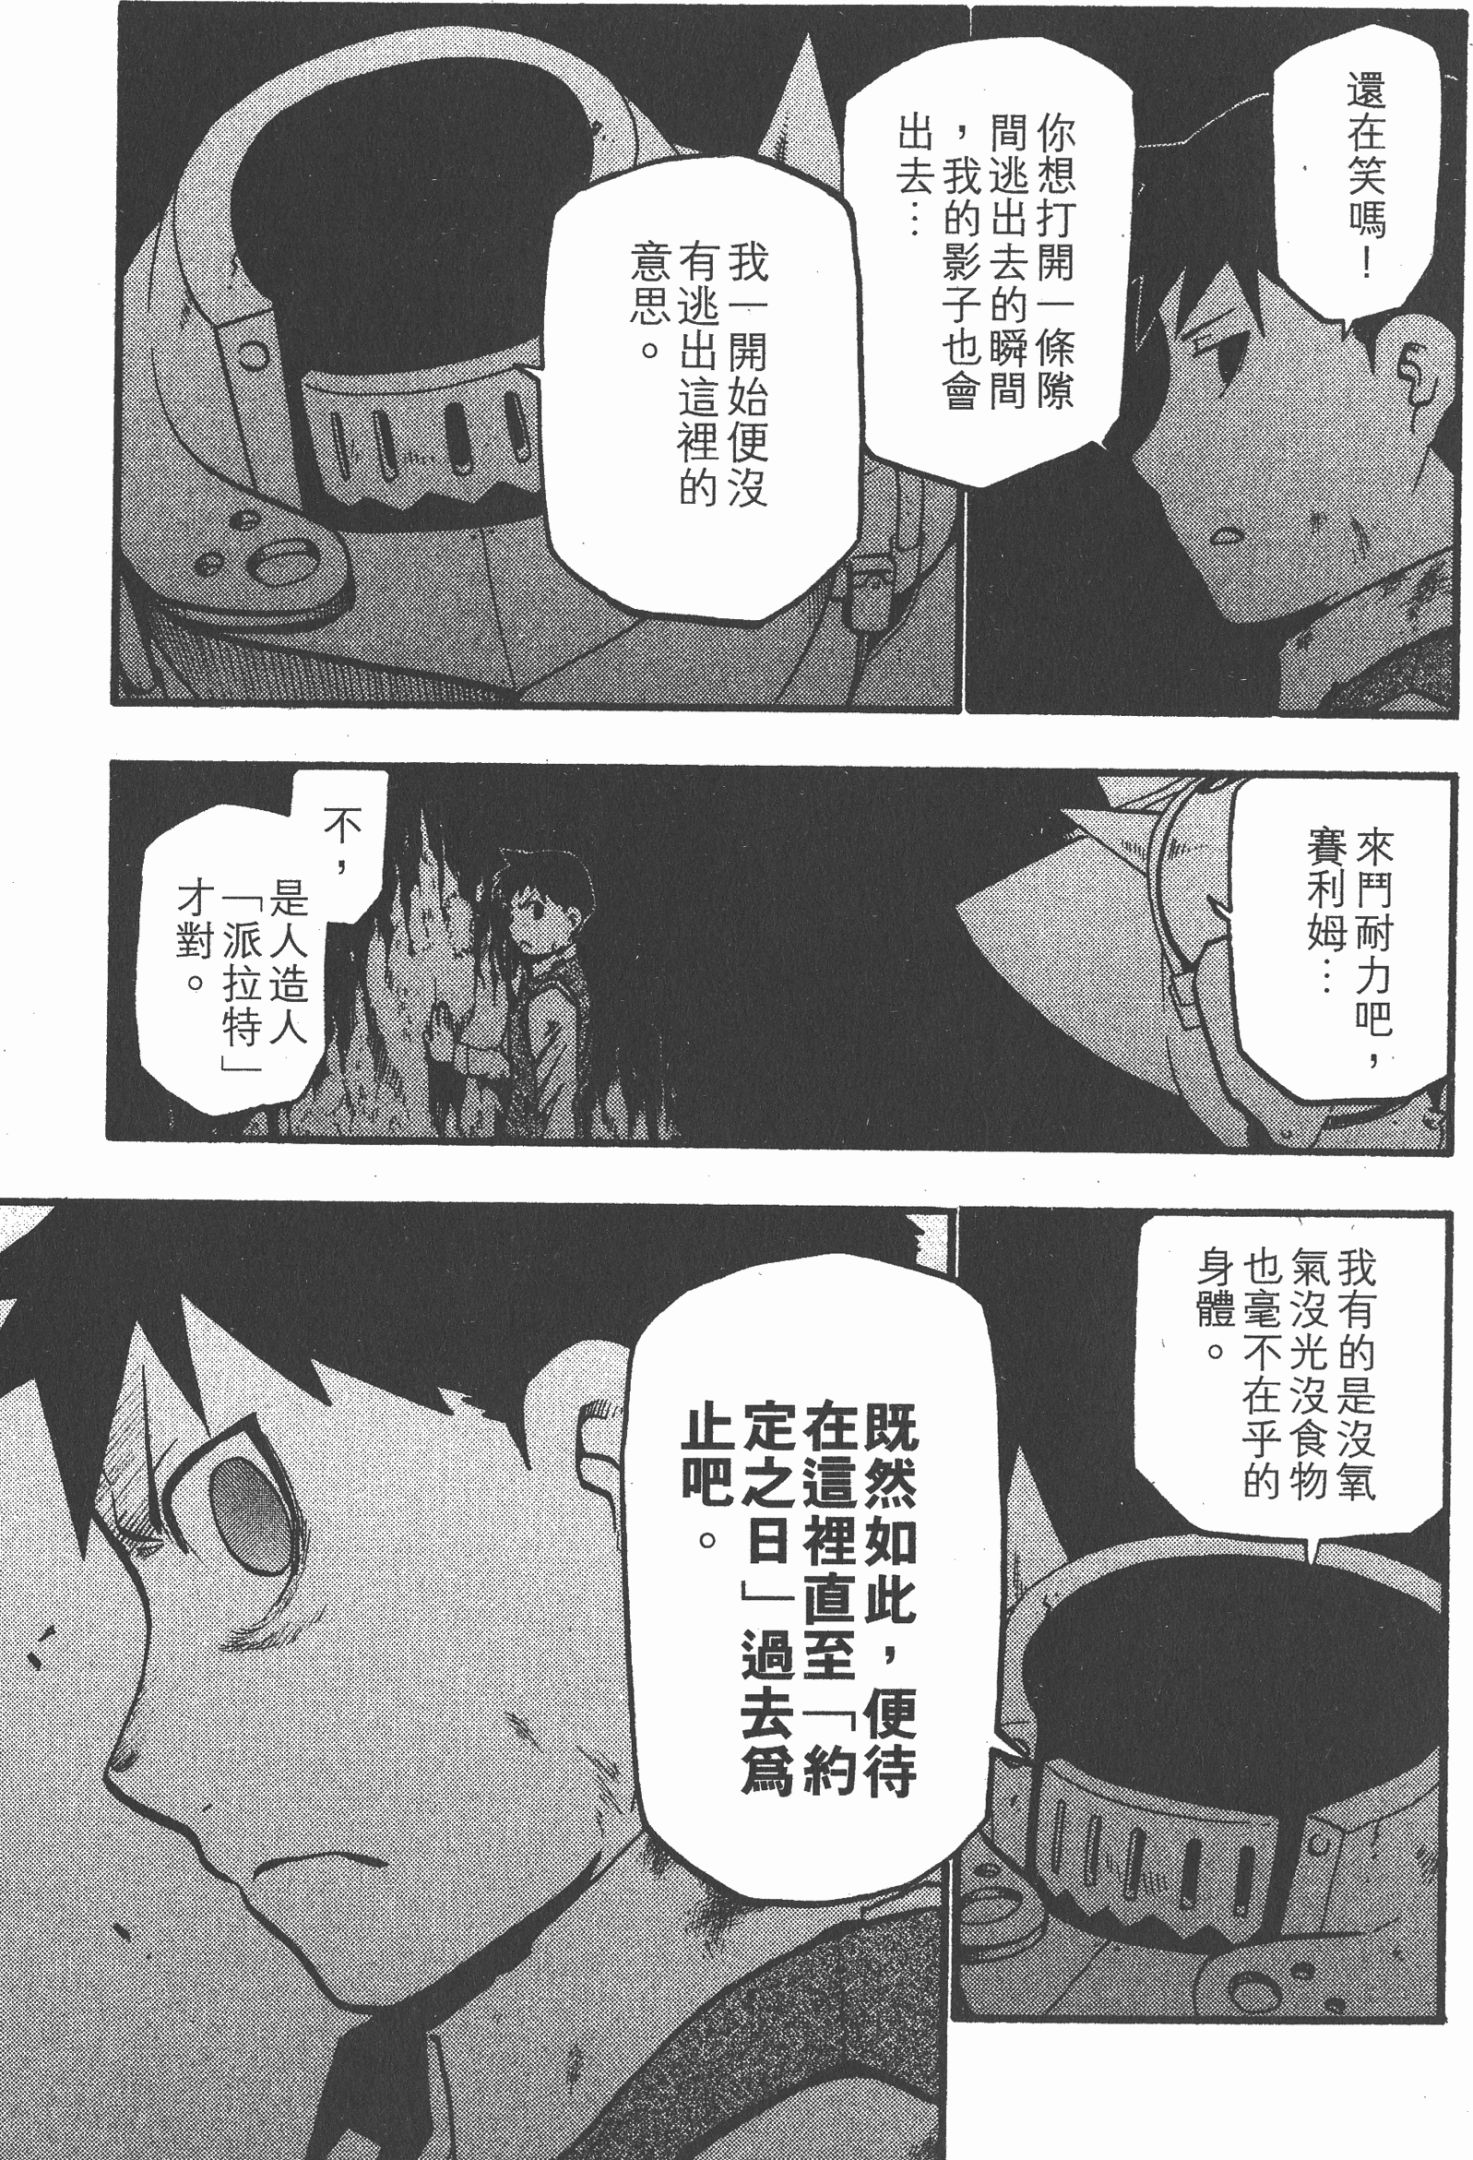 還在笑嗎！
你想打開一條隙
間逃出去的瞬間
，我的影子也會
出去…
我一開始便沒
有逃出這裡的
意思。
來鬥耐力吧，
賽利姆…
不，
是人造人
「派拉特」
才對。
我有的是沒氧
氣沒光沒食物
也毫不在乎的
身體。
既然如此，便待
在這裡直至「約
定之日」過去為
止吧。